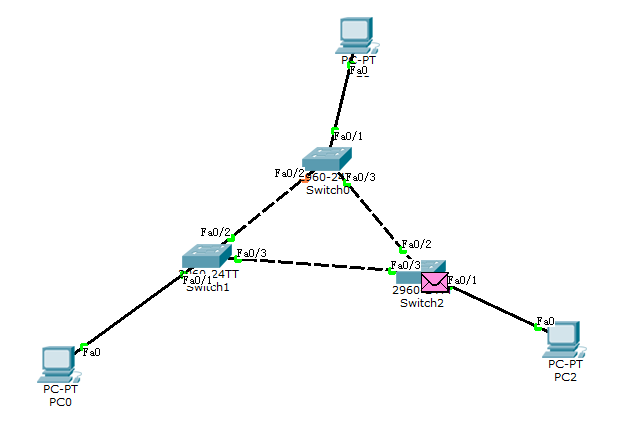 PC-PT
Fa0
Fa0/1
Fa0/2
Fa0/3
Switch0
Fa0/2
Fa0/2
Fa0/3
Fa0/3
2960-24TT
Fa0/1
Fa0/1
Switch1
Switch2
Fa0
Fa0
PC-PT
PC2
PC-PT
PC0